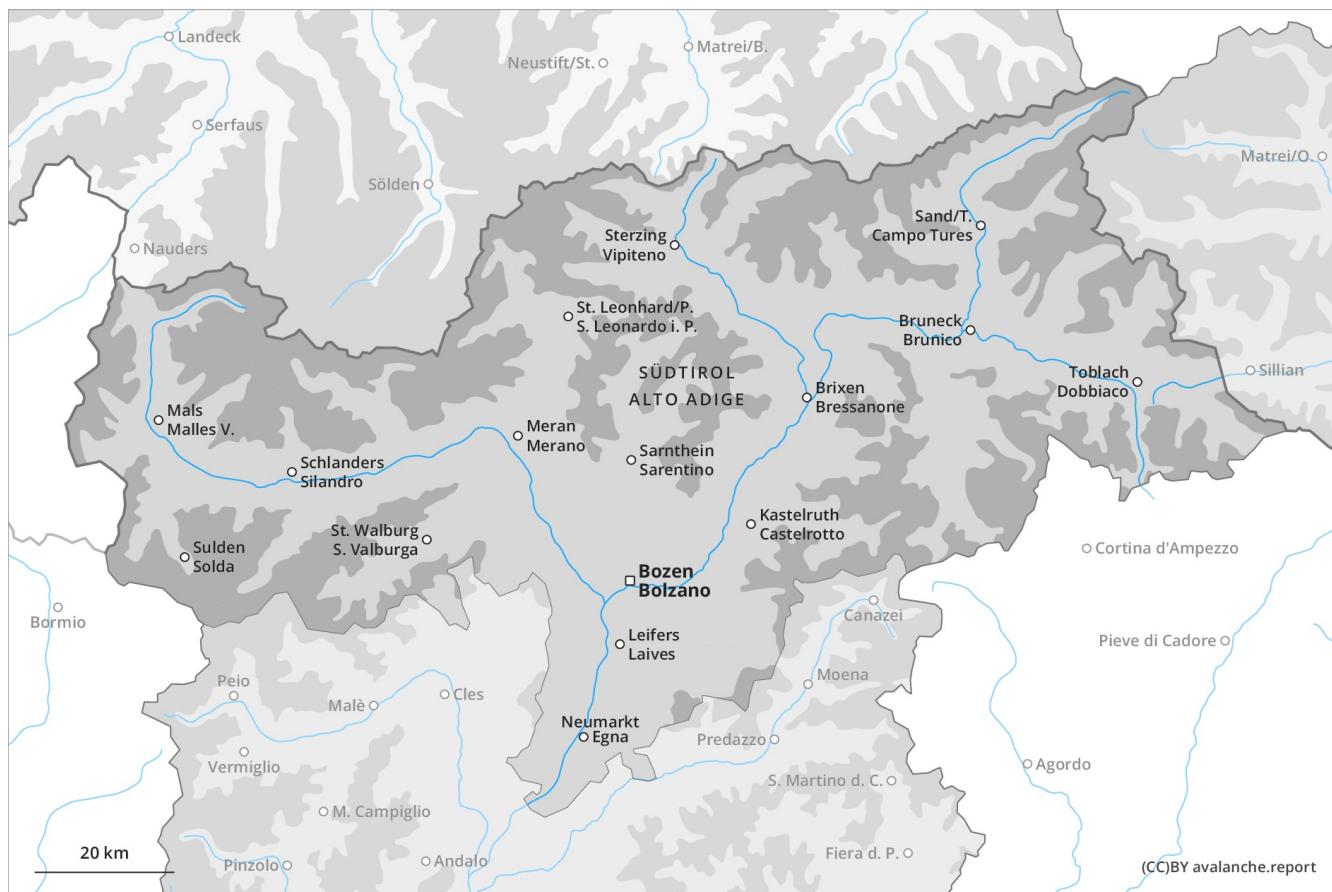 Landeck
Matrei/B.
Neustift/St.
Serfaus
Matrei/O.
Sölden
Sand/T.
Campo Tures
Sterzing
Vipiteno
Nauders
St. Leonhard/P.
S. Leonardo i. P.
Bruneck
Brunico
SÜDTIROL
ALTO ADIGE
Toblach
Dobbiaco
Sillian
Brixen
Bressanone
Mals
Malles V.
Meran
Merano
Schlanders
Silandro
Sarnthein
Sarentino
Kastelruth
Castelrotto
St. Walburg
S. Valburga
Sulden
Solda
Cortina d'Ampezzo
Bozen
Bolzano
Bormio
Canazei
Leifers
Laives
Pieve di Cadore
Peio
Moena
Malè
Cles
Neumarkt
Egna
Predazzo
Vermiglio
Agordo
S. Martino d. C.
M. Campiglio
20 km
Pinzolo
Andalo
Fiera d. P.
(CC)BY avalanche.report